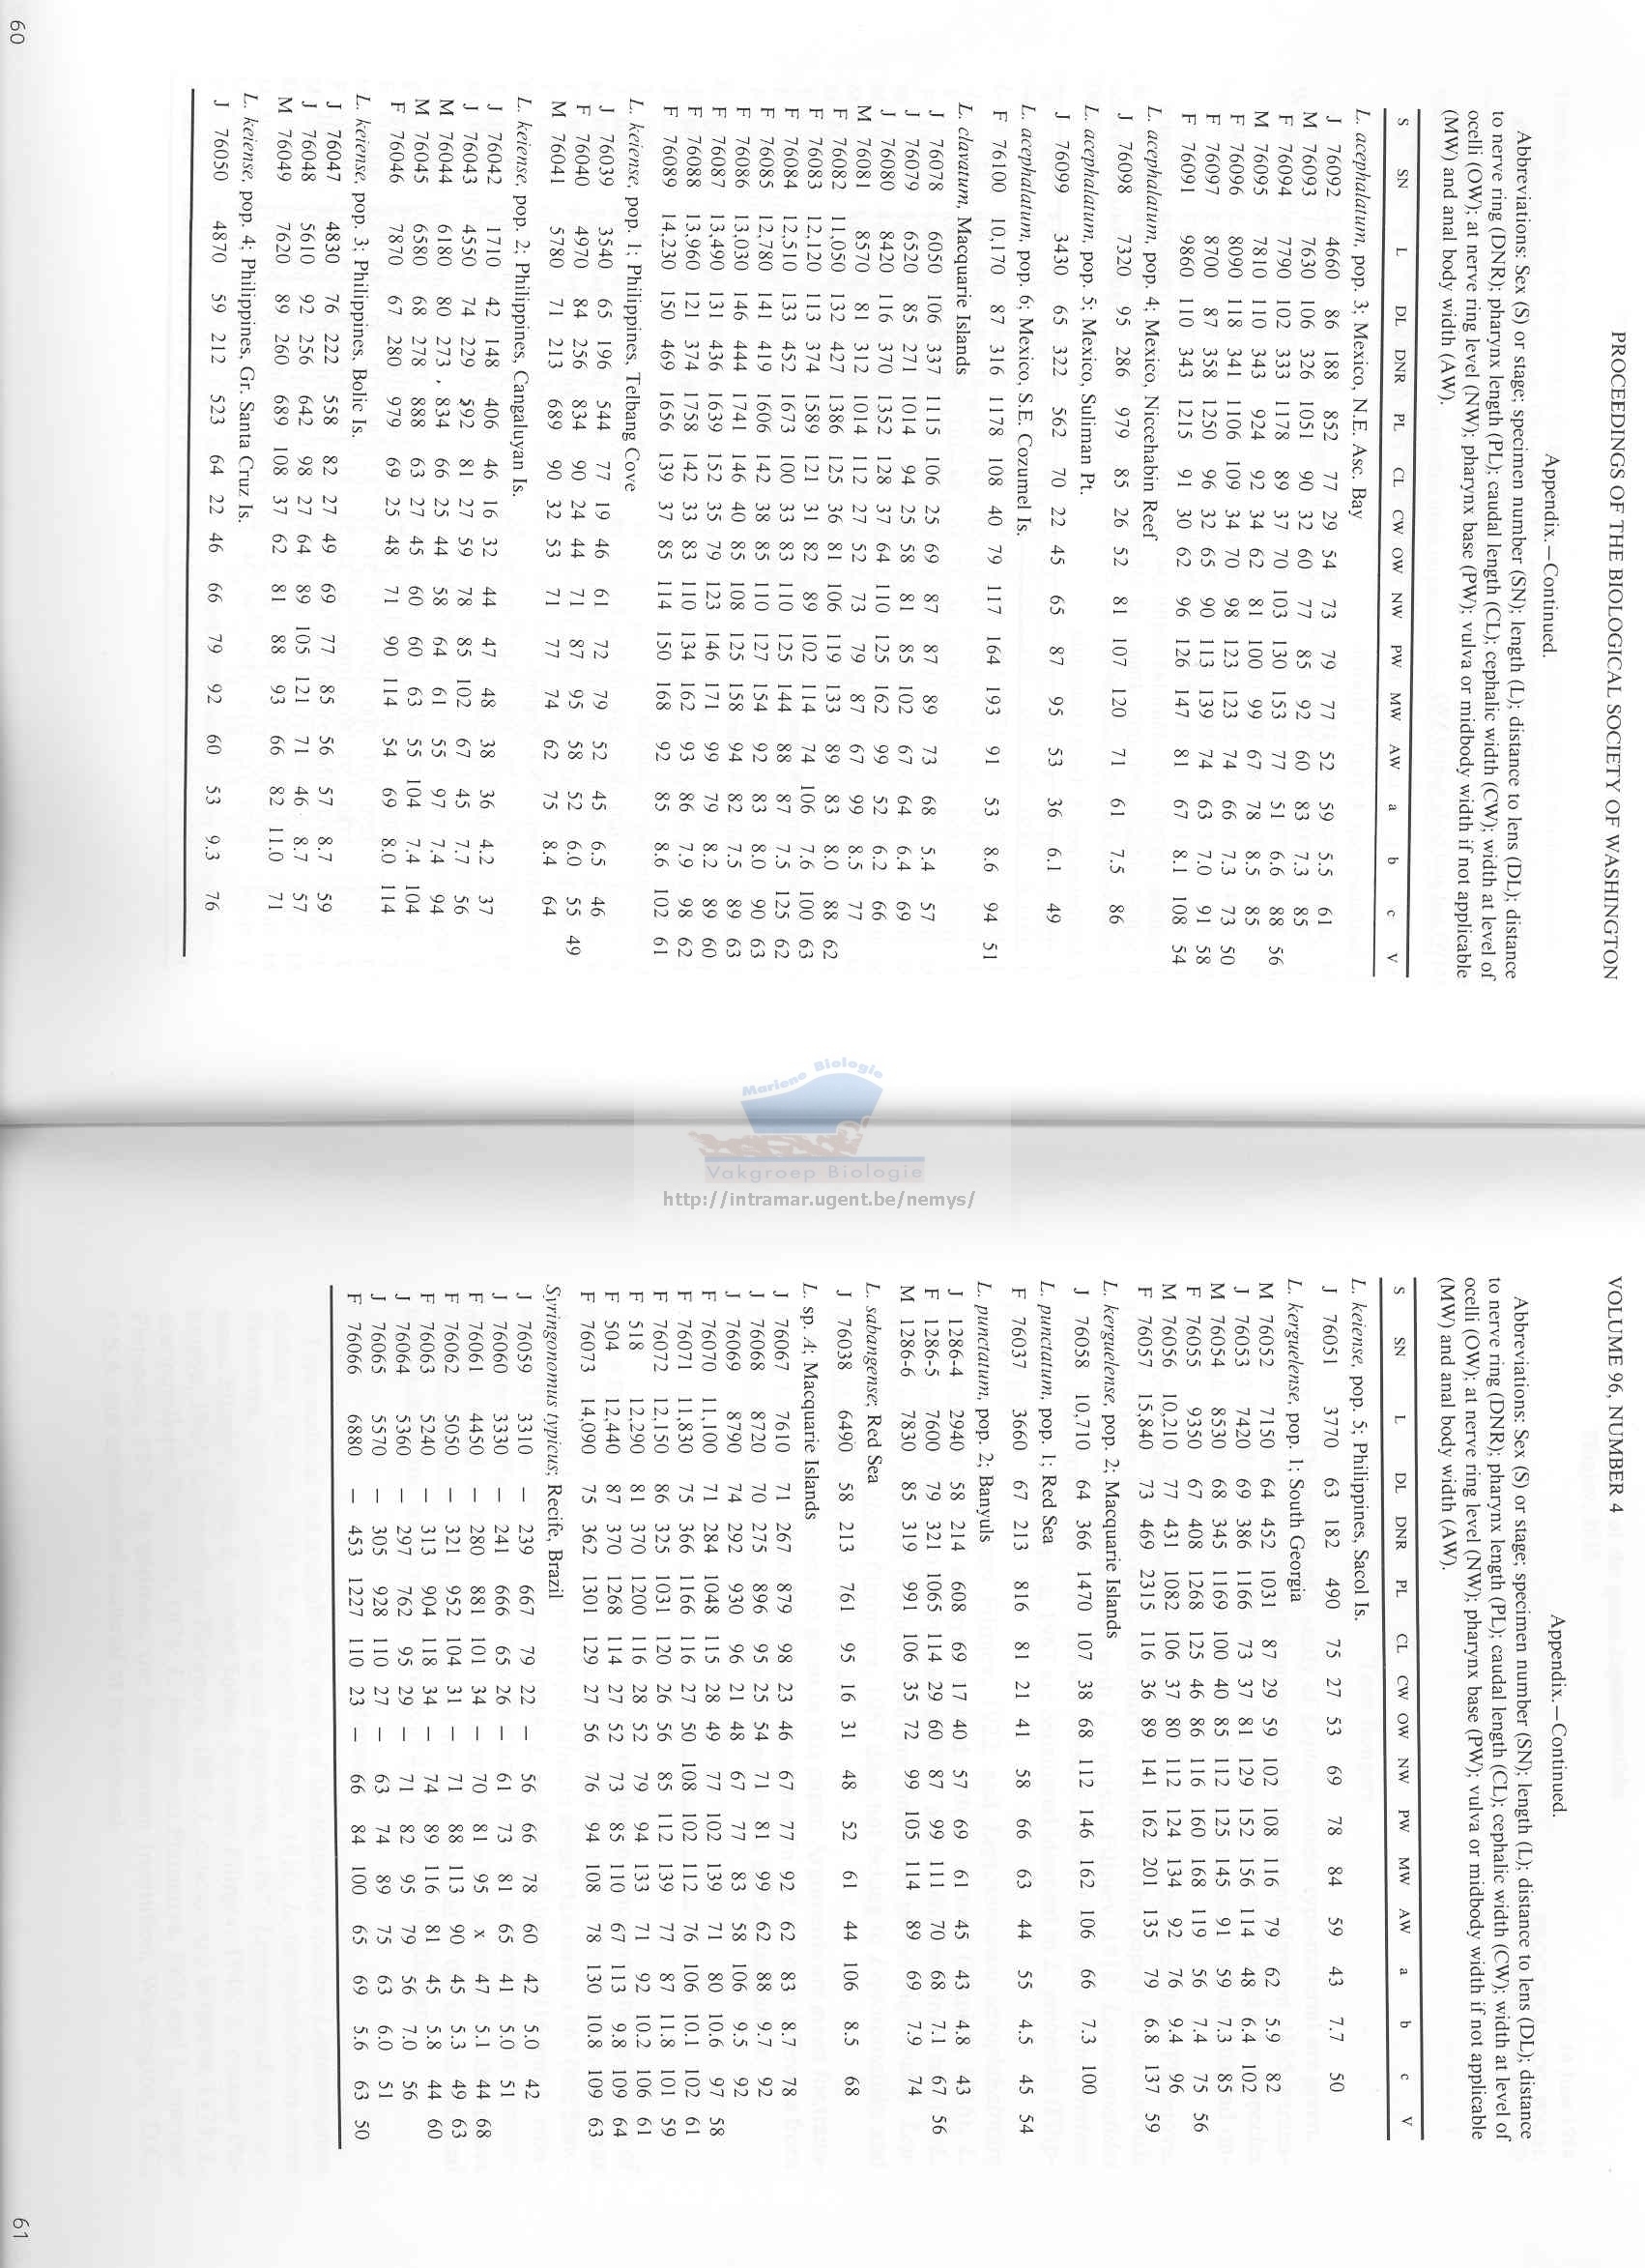 PROCEEDINGS OF THE BIOLOGICAL SOCIETY OF WASHINGTON
Appendix.—Continued.
Abbreviations: Sex (S) or stage; specimen number (SN); length (L); distance to lens (DL); distance
to nerve ring (DNR); pharynx length (PL); caudal length (CL); cephalic width (CW); width at level of
ocelli (OW); at nerve ring level (NW); pharynx base (PW); vulva or midbody width if not applicable
(MW) and anal body width (AW).
S SN L DL DNR PL CL CW OW NW PW MW AW a b c V
L. acephalatum, pop. 3; Mexico, N.E. Asc. Bay
J 76092 4660 86 188 852 77 29 54 73 79 77 52 59 5.5 61
M 76093 7630 106 326 1051 90 32 60 77 85 92 60 83 7.3 85
F 76094 7790 102 333 1178 89 37 70 103 130 153 77 51 6.6 88 56
M 76095 7810 110 343 924 92 34 62 81 100 99 67 78 8.5 85
F 76096 8090 118 341 1106 109 34 70 98 123 123 74 66 7.3 73 50
F 76097 8700 87 358 1250 96 32 65 90 113 139 74 63 7.0 91 58
F 76091 9860 110 343 1215 91 30 62 96 126 147 81 67 8.1 108 54
L. acephalatum, pop. 4; Mexico, Niccehabin Reef
J 76098 7320 95 286 979 85 26 52 81 107 120 71 61 7.5 86
L. acephalatum, pop. 5; Mexico, Suliman Pt.
J 76099 3430 65 322 562 70 22 45 65 87 95 53 36 6.1 49
L. acephalatum, pop. 6; Mexico, S.E. Cozumel Is.
F 76100 10,170 87 316 1178 108 40 79 117 164 193 91 53 8.6 94 51
L. clavatum, Macquarie Islands
J 76078 6050 106 337 1115 106 25 69 87 87 89 73 68 5.4 57
J 76079 6520 85 271 1014 94 25 58 81 85 102 67 64 6.4 69
J 76080 8420 116 370 1352 128 37 64 110 125 162 99 52 6.2 66
M 76081 8570 81 312 1014 112 27 52 73 79 87 67 99 8.5 77
F 76082 11,050 132 427 1386 125 36 81 106 119 133 89 83 8.0 88 62
F 76083 12,120 113 374 1589 121 31 82 89 102 114 74 106 7.6 100 63
F 76084 12,510 133 452 1673 100 33 83 110 125 144 88 87 7.5 125 62
F 76085 12,780 141 419 1606 142 38 85 110 127 154 92 83 8.0 90 63
F 76086 13,030 146 444 1741 146 40 85 108 125 158 94 82 7.5 89 63
F 76087 13,490 131 436 1639 152 35 79 123 146 171 99 79 8.2 89 60
F 76088 13,960 121 374 1758 142 33 83 110 134 162 93 86 7.9 98 62
F 76089 14,230 150 469 1656 139 37 85 114 150 168 92 85 8.6 102 61
L. keiense, pop. 1; Philippines, Telbang Cove
J 76039 3540 65 196 544 77 19 46 61 72 79 52 45 6.5 46
F 76040 4970 84 256 834 90 24 44 71 87 95 58 52 6.0 55 49
M 76041 5780 71 213 689 90 32 53 71 77 74 62 75 8.4 64
L. keiense, pop. 2; Philippines, Cangaluyan Is.
J 76042 1710 42 148 406 46 16 32 44 47 48 38 36 4.2 37
J 76043 4550 74 229 592 81 27 59 78 85 102 67 45 7.7 56
M 76044 6180 80 273 834 66 25 44 58 64 61 55 97 7.4 94
M 76045 6580 68 278 888 63 27 45 60 60 63 55 104 7.4 104
F 76046 7870 67 280 979 69 25 48 71 90 114 54 69 8.0 114
L. keiense, pop. 3; Philippines, Bolic Is.
J 76047 4830 76 222 558 82 27 49 69 77 85 56 57 8.7 59
J 76048 5610 92 256 642 98 27 64 89 105 121 71 46 8.7 57
M 76049 7620 89 260 689 108 37 62 81 88 93 66 82 11.0 71
L. keiense, pop. 4; Philippines, Gr. Santa Cruz Is.
J 76050 4870 59 212 523 64 22 46 66 79 92 60 53 9.3 76
60
Mariene Biologie
Vakgroep Biologie
http://intramar.ugent.be/nemys/
VOLUME 96, NUMBER 4
Appendix.—Continued.
Abbreviations: Sex (S) or stage; specimen number (SN); length (L); distance to lens (DL); distance
to nerve ring (DNR); pharynx length (PL); caudal length (CL); cephalic width (CW); width at level of
ocelli (OW); at nerve ring level (NW); pharynx base (PW); vulva or midbody width if not applicable
(MW) and anal body width (AW).
S SN L DL DNR PL CL CW OW NW PW MW AW a b c V
L. keiense, pop. 5; Philippines, Sacol Is.
J 76051 3770 63 182 490 75 27 53 69 78 84 59 43 7.7 50
L. kerguelense, pop. 1; South Georgia
M 76052 7150 64 452 1031 87 29 59 102 108 116 79 62 5.9 82
J 76053 7420 69 386 1166 73 37 81 129 152 156 114 48 6.4 102
M 76054 8530 68 345 1169 100 40 85 112 125 145 91 59 7.3 85
F 76055 9350 67 408 1268 125 46 86 116 160 168 119 56 7.4 75 56
M 76056 10,210 77 431 1082 106 37 80 112 124 134 92 76 9.4 96
F 76057 15,840 73 469 2315 116 36 89 141 162 201 135 79 6.8 137 59
L. kerguelense, pop. 2; Macquarie Islands
J 76058 10,710 64 366 1470 107 38 68 112 146 162 106 66 7.3 100
L. punctatum, pop. 1; Red Sea
F 76037 3660 67 213 816 81 21 41 58 66 63 44 55 4.5 45 54
L. punctatum, pop. 2; Banyuls
J 1286-4 2940 58 214 608 69 17 40 57 69 61 45 43 4.8 43
F 1286-5 7600 79 321 1065 114 29 60 87 99 111 70 68 7.1 67 56
M 1286-6 7830 85 319 991 106 35 72 99 105 114 89 69 7.9 74
L. sabangense; Red Sea
J 76038 6490 58 213 761 95 16 31 48 52 61 44 106 8.5 68
L. sp. A; Macquarie Islands
J 76067 7610 71 267 879 98 23 46 67 77 92 62 83 8.7 78
J 76068 8720 70 275 896 95 25 54 71 81 99 62 88 9.7 92
J 76069 8790 74 292 930 96 21 48 67 77 83 58 106 9.5 92
F 76070 11,100 71 284 1048 115 28 49 77 102 139 71 80 10.6 97 58
F 76071 11,830 75 366 1166 116 27 50 108 102 112 76 106 10.1 102 61
F 76072 12,150 86 325 1031 120 26 56 85 112 139 77 87 11.8 101 59
F 518 12,290 81 370 1200 116 28 52 79 94 133 71 92 10.2 106 61
F 504 12,440 87 370 1268 114 27 52 73 85 110 67 113 9.8 109 64
F 76073 14,090 75 362 1301 129 27 56 76 94 108 78 130 10.8 109 63
Syringonomus typicus; Recife, Brazil
J 76059 3310 — 239 667 79 22 — 56 66 78 60 42 5.0 42
J 76060 3330 — 241 666 65 26 — 61 73 81 65 41 5.0 51
F 76061 4450 — 280 881 101 34 — 70 81 95 x 47 5.1 44 68
F 76062 5050 — 321 952 104 31 — 71 88 113 90 45 5.3 49 63
F 76063 5240 — 313 904 118 34 — 74 89 116 81 45 5.8 44 60
J 76064 5360 — 297 762 95 29 — 71 82 95 79 56 7.0 56
J 76065 5570 — 305 928 110 27 — 63 74 89 75 63 6.0 51
F 76066 6880 — 453 1227 110 23 — 66 84 100 65 69 5.6 63 50
61